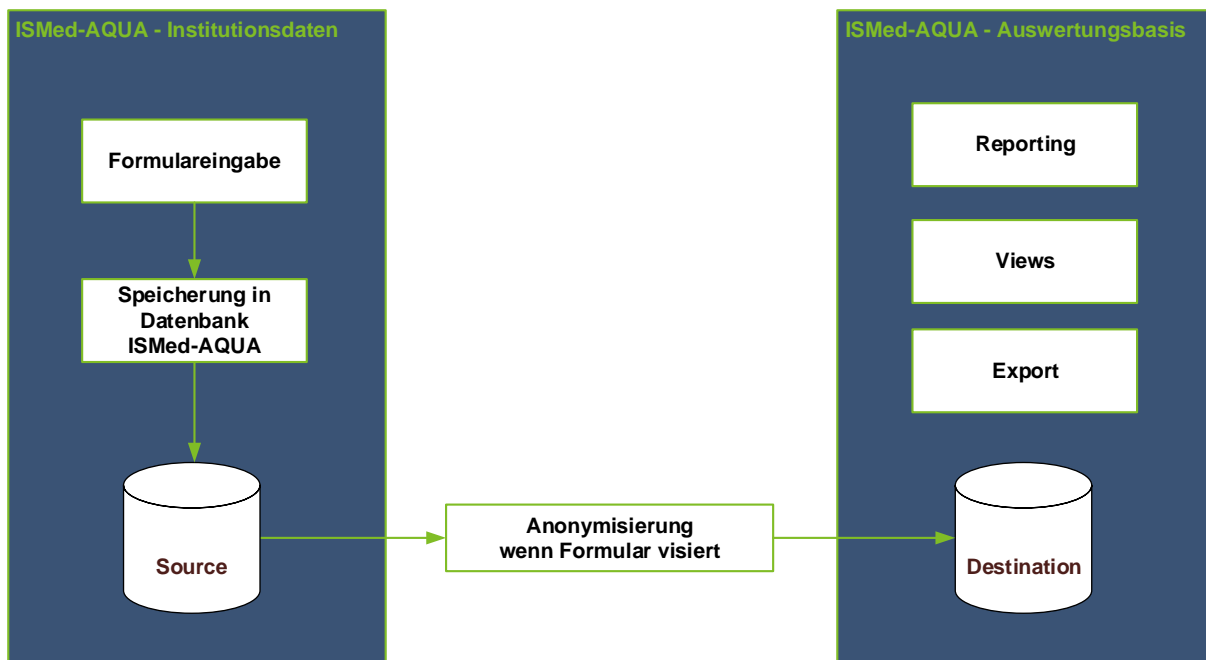 ISMed-AQUA - Institutionsdaten
Formulareingabe
Speicherung in
Datenbank
ISMed-AQUA
Source
Anonymisierung
wenn Formular visiert
ISMed-AQUA - Auswertungsbasis
Reporting
Views
Export
Destination